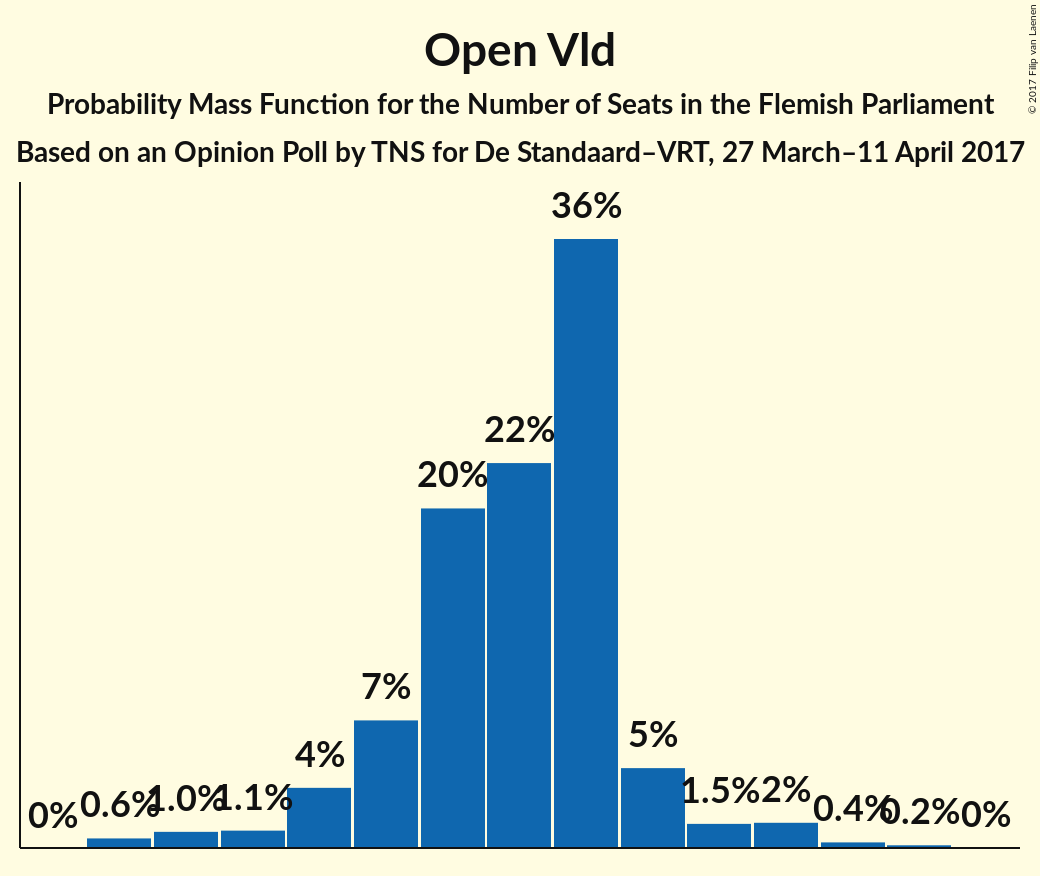 Open Vld
Probability Mass Function for the Number of Seats in the Flemish Parliament
Based on an Opinion Poll by TNS for De Standaard–VRT, 27 March–11 April 2017
© 2017 Filip van Laenen
0% 0.6% 1.0% 1.1% 4% 7% 20% 22% 36% 5% 1.5% 2% 0.4% 0.2% 0%